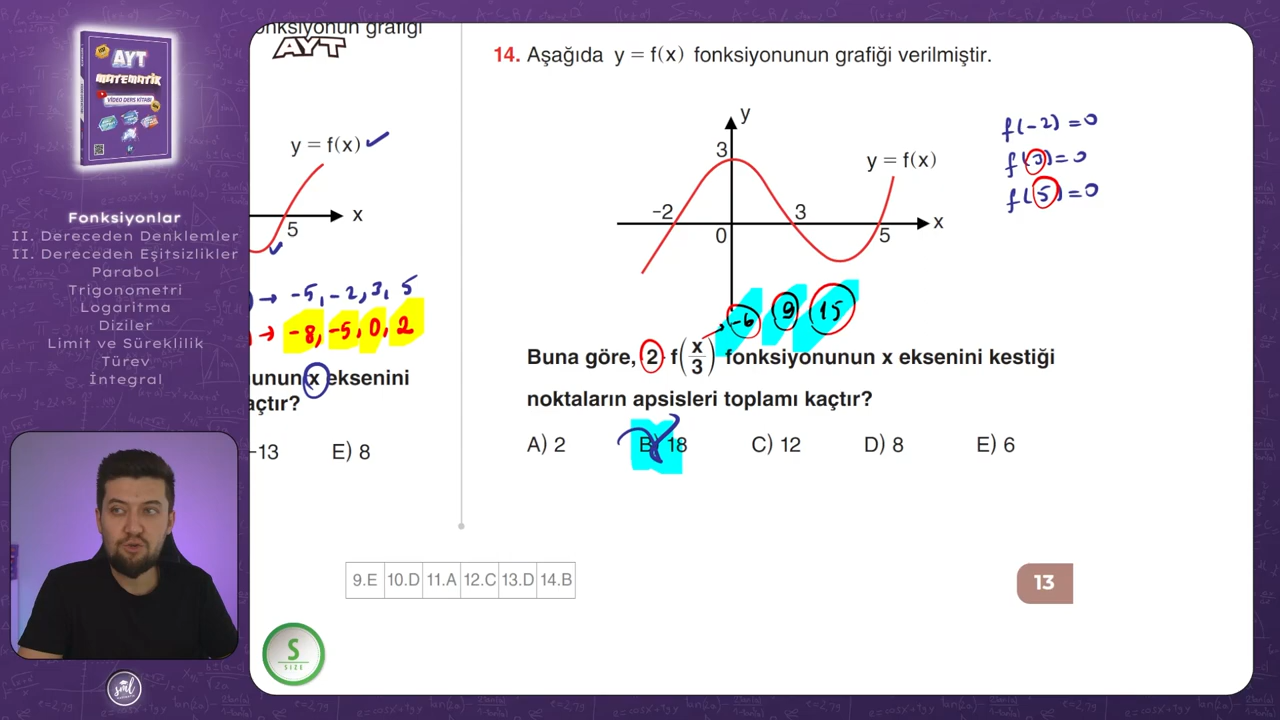 AYT
MATEMATİK
VİDEO DERS KİTABI
Fonksiyonlar
II. Dereceden Denklemler
II. Dereceden Eşitsizlikler
Parabol
Trigonometri
Logaritma
Diziler
Limit ve Süreklilik
Türev
İntegral
fonksiyonun grafiği
AYT
y = f(x)
x
5
→ -5, -2, 3, 5
→ -8, -5, 0, 2
unun x eksenini
açtır?
-13 E) 8
14. Aşağıda y = f(x) fonksiyonunun grafiği verilmiştir.
y
3
y = f(x)
-2
3
x
0
5
f(-2) = 0
f(3) = 0
f(5) = 0
-6 9 15
Buna göre, 2 · f(x/3) fonksiyonunun x eksenini kestiği
noktaların apsisleri toplamı kaçtır?
A) 2 B) 18 C) 12 D) 8 E) 6
9.E 10.D 11.A 12.C 13.D 14.B
13
S
SIZE
sml